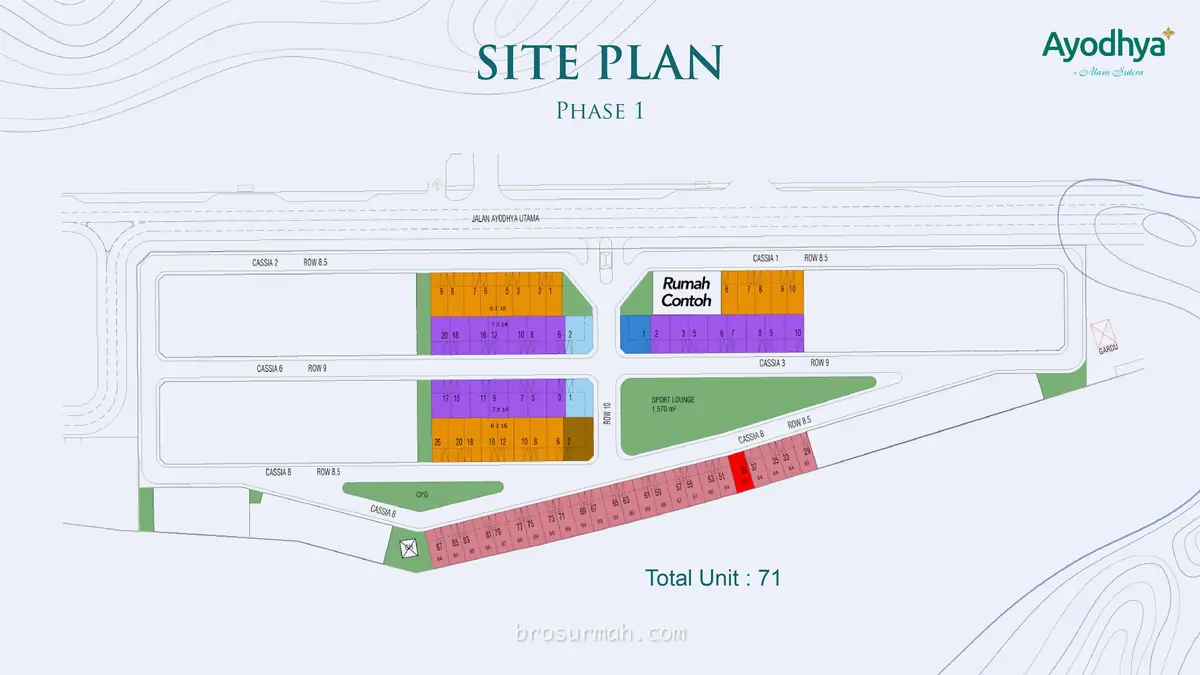 SITE PLAN
PHASE 1
Ayodhya
Alam Sutera
JALAN AYODHYA UTAMA
CASSIA 2 ROW 8.5
CASSIA 1 ROW 8.5
9 8 7 6 5 3 2 1
6 X 16
Rumah
Contoh
6 7 8 9 10
7 X 14
20 18 16 12 10 8 6 2
1 2 3 5 6 7 8 9 10
CASSIA 6 ROW 9
CASSIA 3 ROW 9
GARDU
17 15 11 9 7 5 3 1
7 X 14
6 X 16
26 20 18 16 12 10 8 6 2
ROW 10
SPORT LOUNGE
1.570 m²
CASSIA 8 ROW 8.5
CASSIA 8 ROW 8.5
CPG
CASSIA 8
87 85 83 81 79 77 75 73 71 69 67 65 63 61 59 57 55 53 51 37 35 33 29
Total Unit : 71
brosurmah.com